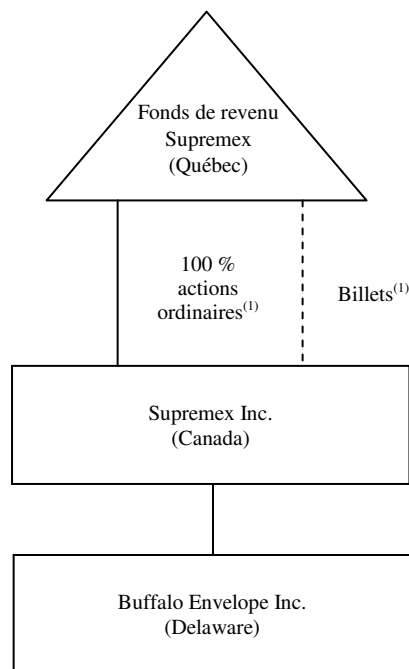 Fonds de revenu
Supremex
(Québec)
100 %
actions
ordinaires(1)
Billets(1)
Supremex Inc.
(Canada)
Buffalo Envelope Inc.
(Delaware)